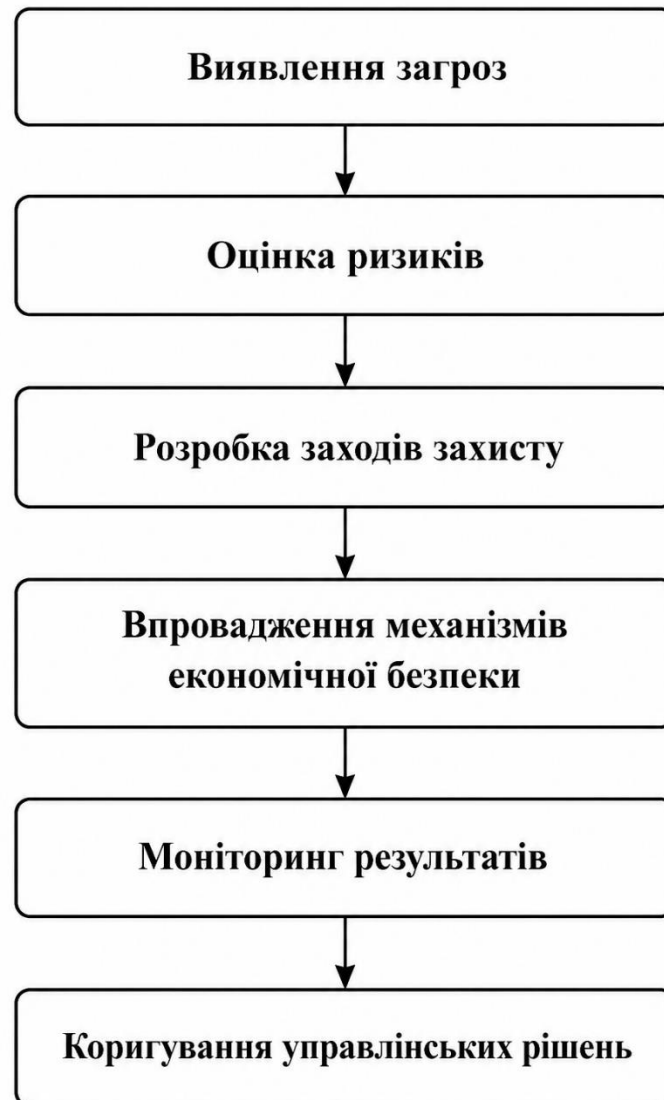 Виявлення загроз
Оцінка ризиків
Розробка заходів захисту
Впровадження механізмів
економічної безпеки
Моніторинг результатів
Коригування управлінських рішень